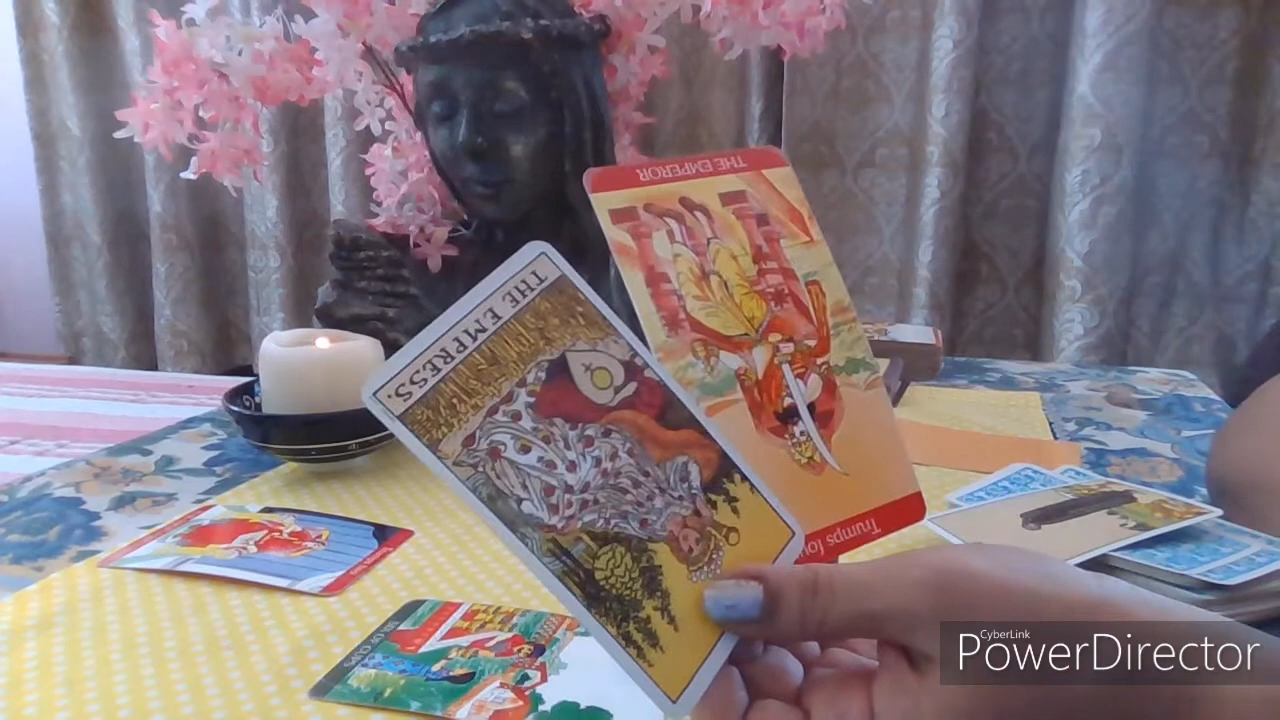 THE EMPEROR
THE EMPRESS.
Trumps fou
CyberLink
PowerDirector